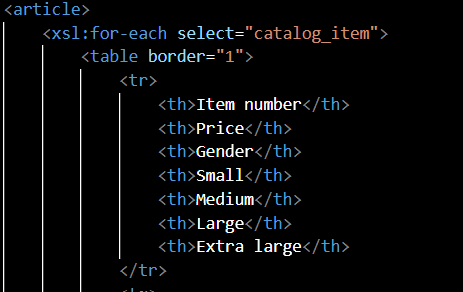 <article>
<xsl:for-each select="catalog_item">
<table border="1">
<tr>
<th>Item number</th>
<th>Price</th>
<th>Gender</th>
<th>Small</th>
<th>Medium</th>
<th>Large</th>
<th>Extra large</th>
</tr>